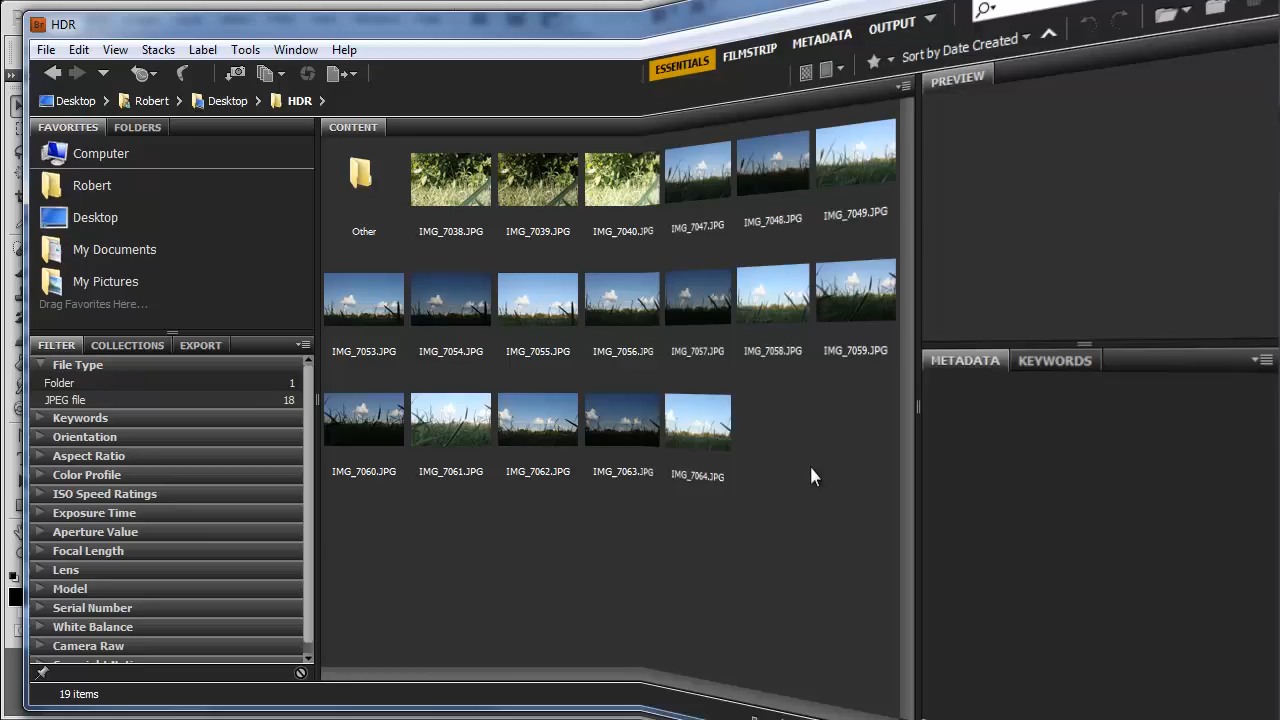 Br HDR
File Edit View Stacks Label Tools Window Help
ESSENTIALS FILMSTRIP METADATA OUTPUT
Sort by Date Created
Desktop Robert Desktop HDR
FAVORITES FOLDERS
Computer
Robert
Desktop
My Documents
My Pictures
Drag Favorites Here...
FILTER COLLECTIONS EXPORT
File Type
Folder 1
JPEG file 18
Keywords
Orientation
Aspect Ratio
Color Profile
ISO Speed Ratings
Exposure Time
Aperture Value
Focal Length
Lens
Model
Serial Number
White Balance
Camera Raw
19 items
CONTENT
Other IMG_7038.JPG IMG_7039.JPG IMG_7040.JPG IMG_7047.JPG IMG_7048.JPG IMG_7049.JPG
IMG_7053.JPG IMG_7054.JPG IMG_7055.JPG IMG_7056.JPG IMG_7057.JPG IMG_7058.JPG IMG_7059.JPG
IMG_7060.JPG IMG_7061.JPG IMG_7062.JPG IMG_7063.JPG IMG_7064.JPG
PREVIEW
METADATA KEYWORDS